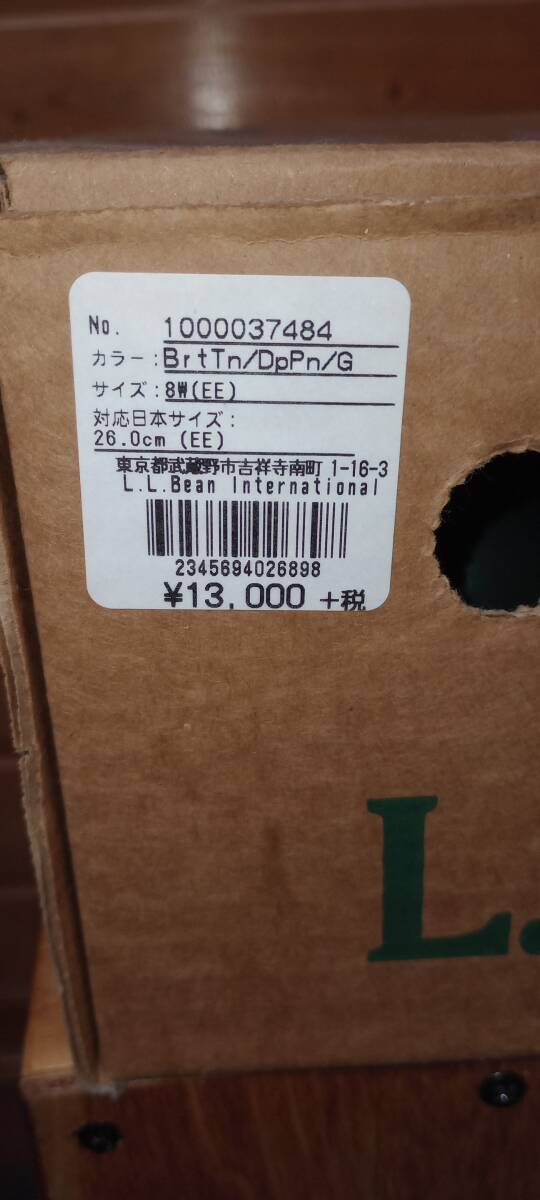 No. 1000037484
カラー:BrtTn/DpPn/G
サイズ:8W(EE)
対応日本サイズ:
26.0cm (EE)
東京都武蔵野市吉祥寺南町 1-16-3
L.L.Bean International
2345694026898
¥13,000 +税
L.